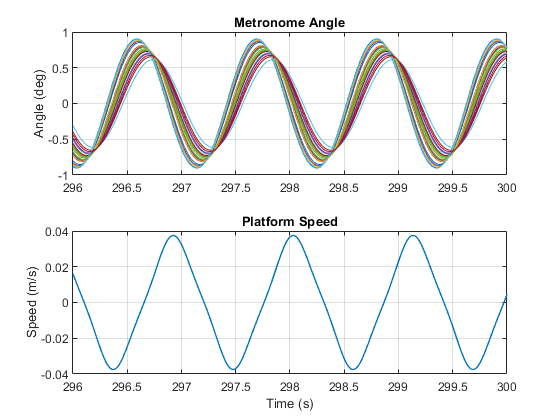 Metronome Angle
1
0.5
0
-0.5
-1
Angle (deg)
296 296.5 297 297.5 298 298.5 299 299.5 300
Platform Speed
0.04
0.02
0
-0.02
-0.04
Speed (m/s)
296 296.5 297 297.5 298 298.5 299 299.5 300
Time (s)